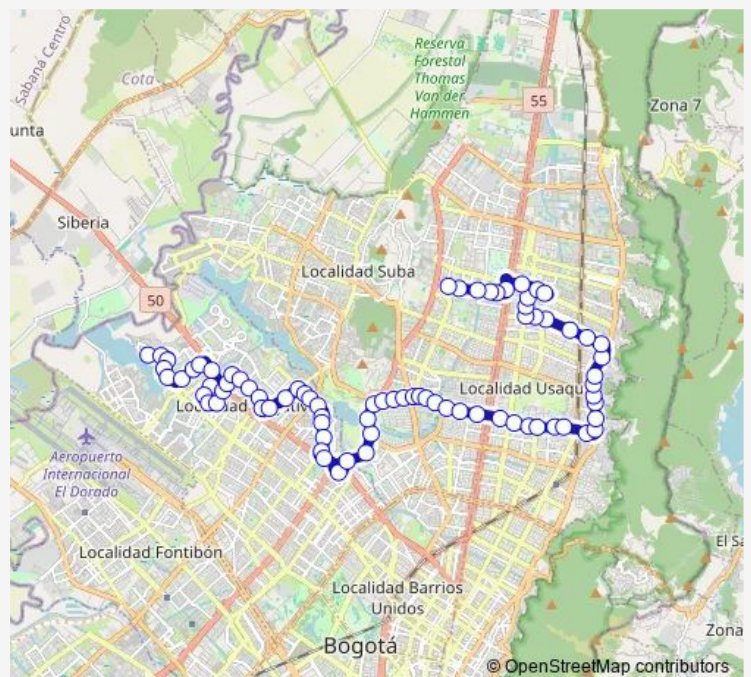 Sabana Centro
Cota
Reserva
Forestal
Thomas
Van der
Hammen
55
Zona 7
unta
Siberia
Localidad Suba
50
Localidad Usaqu
Aeropuerto
Internacional
El Dorado
Localidad Fontibón
El Sa
Localidad Barrios
Unidos
Zona
Bogotá
© OpenStreetMap contributors